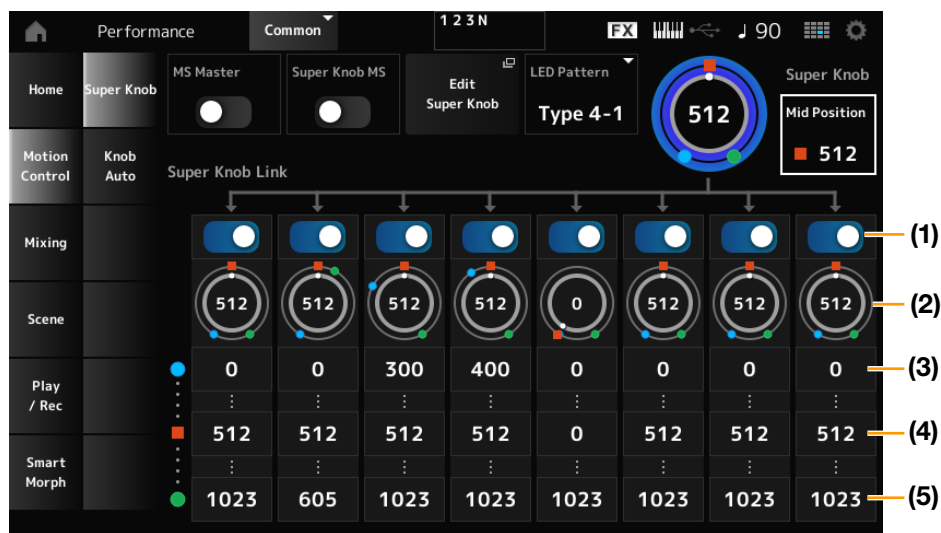 Performance
Common
1 2 3 N
FX
90
Home
Super Knob
MS Master
Super Knob MS
Edit
Super Knob
LED Pattern
Type 4-1
512
Super Knob
Mid Position
512
Motion
Control
Knob
Auto
Super Knob Link
Mixing
(1)
Scene
512 512 512 512 0 512 512 512 (2)
Play
/ Rec
0 0 300 400 0 0 0 0 (3)
512 512 512 512 0 512 512 512 (4)
Smart
Morph
1023 605 1023 1023 1023 1023 1023 1023 (5)